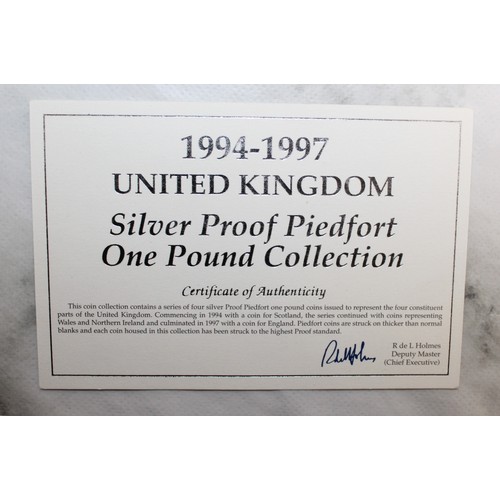 1994-1997
UNITED KINGDOM
Silver Proof Piedfort
One Pound Collection
Certificate of Authenticity
This coin collection contains a series of four silver Proof Piedfort one pound coins issued to represent the four constituent
parts of the United Kingdom. Commencing in 1994 with a coin for Scotland, the series continued with coins representing
Wales and Northern Ireland and culminated in 1997 with a coin for England. Piedfort coins are struck on thicker than normal
blanks and each coin housed in this collection has been struck to the highest Proof standard.
R de L Holmes
Deputy Master
(Chief Executive)